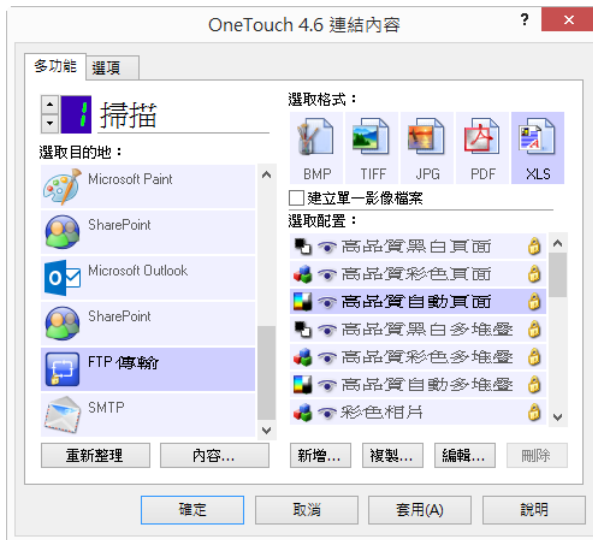 OneTouch 4.6 連結內容
?
多功能 選項
1 掃描
選取目的地：
Microsoft Paint
SharePoint
Microsoft Outlook
SharePoint
FTP 傳輸
SMTP
重新整理 內容...
選取格式：
BMP TIFF JPG PDF XLS
建立單一影像檔案
選取配置：
高品質黑白頁面
高品質彩色頁面
高品質自動頁面
高品質黑白多堆疊
高品質彩色多堆疊
高品質自動多堆疊
彩色相片
新增... 複製... 編輯... 刪除
確定 取消 套用(A) 說明